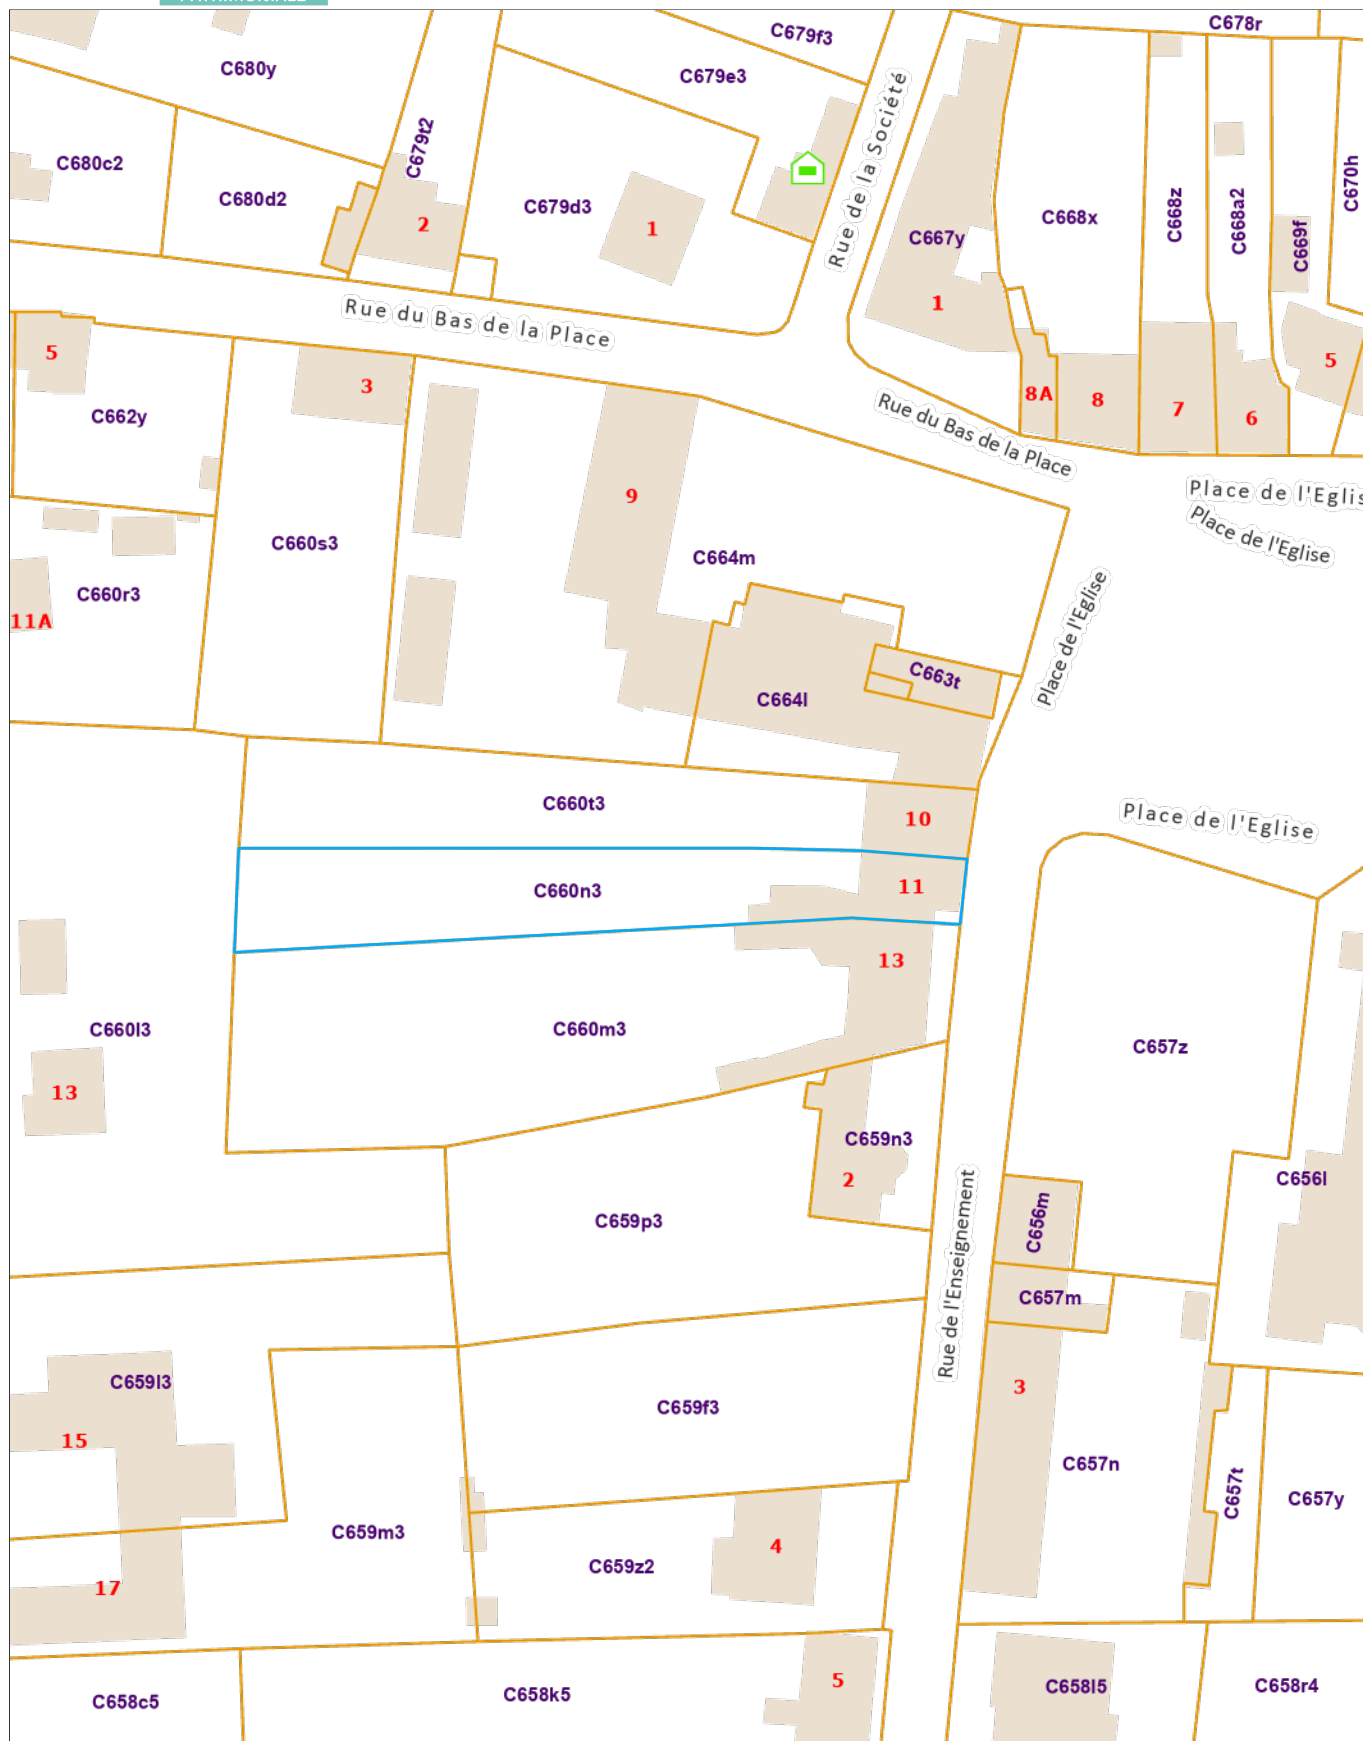 C678r
C679f3
C680y
C679e3
Rue de la Société
C679t2
C680c2
C670h
C680d2
C679d3
C668x
C668z
C668a2
2
1
C667y
C669f
Rue du Bas de la Place
1
5
3
5
8A
8
7
6
C662y
Rue du Bas de la Place
9
Place de l'Eglis
Place de l'Eglise
C660s3
C664m
C660r3
11A
Place de l'Eglise
C663t
C664l
C660t3
10
Place de l'Eglise
C660n3
11
13
C660l3
C660m3
C657z
13
C659n3
2
C656l
C659p3
C656m
Rue de l'Enseignement
C657m
C659l3
3
C659f3
15
C657n
C657t
C657y
C659m3
4
C659z2
17
5
C658c5
C658k5
C658l5
C658r4